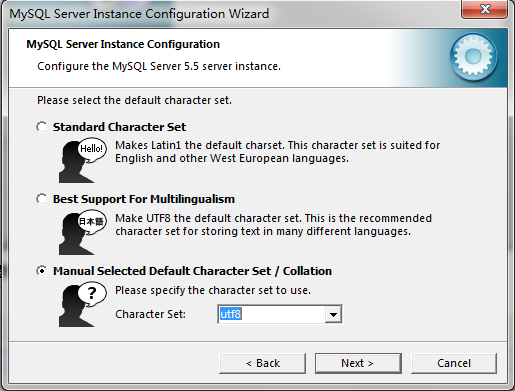 MySQL Server Instance Configuration Wizard
MySQL Server Instance Configuration
Configure the MySQL Server 5.5 server instance.
Please select the default character set.
Standard Character Set
Hello!
Makes Latin1 the default charset. This character set is suited for
English and other West European languages.
Best Support For Multilingualism
日本語
Make UTF8 the default character set. This is the recommended
character set for storing text in many different languages.
Manual Selected Default Character Set / Collation
?
Please specify the character set to use.
Character Set: utf8
< Back Next > Cancel